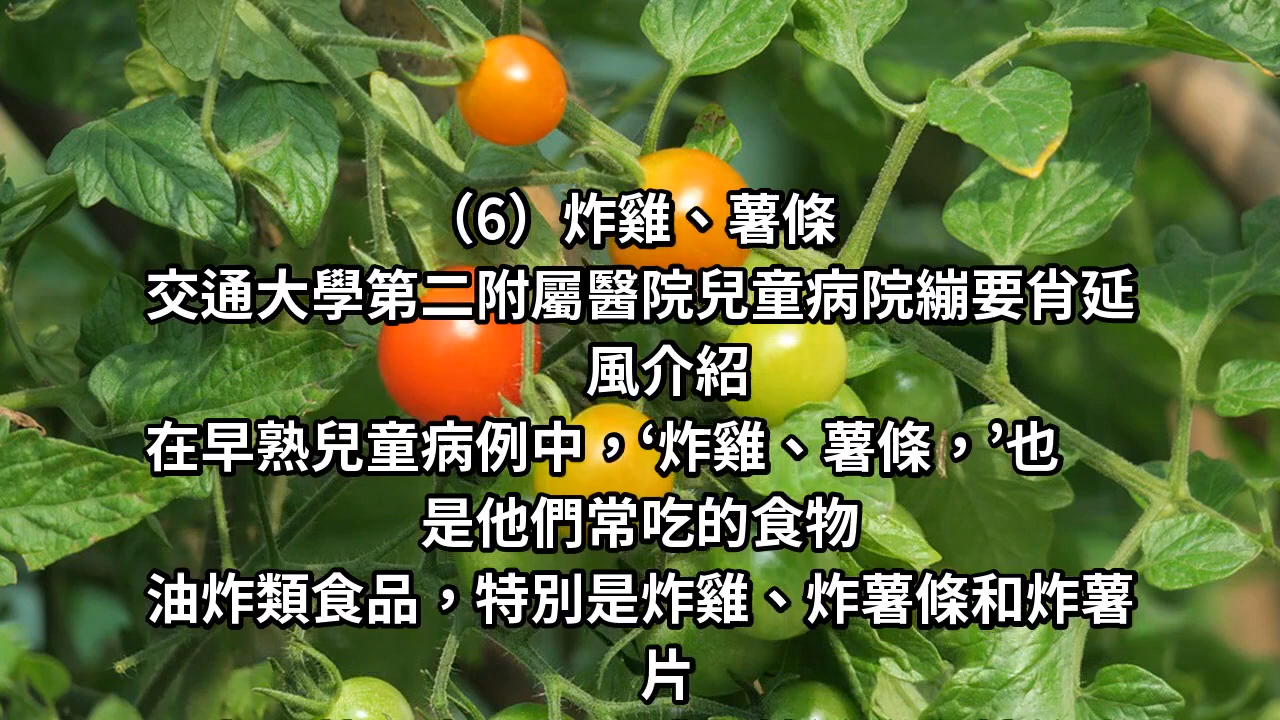 （6）炸雞、薯條
交通大學第二附屬醫院兒童病院繃要肖延
風介紹
在早熟兒童病例中，‘炸雞、薯條，’也
是他們常吃的食物
油炸類食品，特別是炸雞、炸薯條和炸薯
片